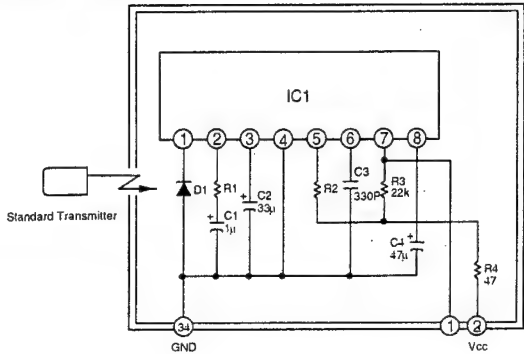 IC1
1 2 3 4 5 6 7 8
D1
R1
+
C1
1μ
+
C2
33μ
R2
C3
330P
R3
22k
+
C4
47μ
R4
47
Standard Transmitter
34
GND
1
2
Vcc